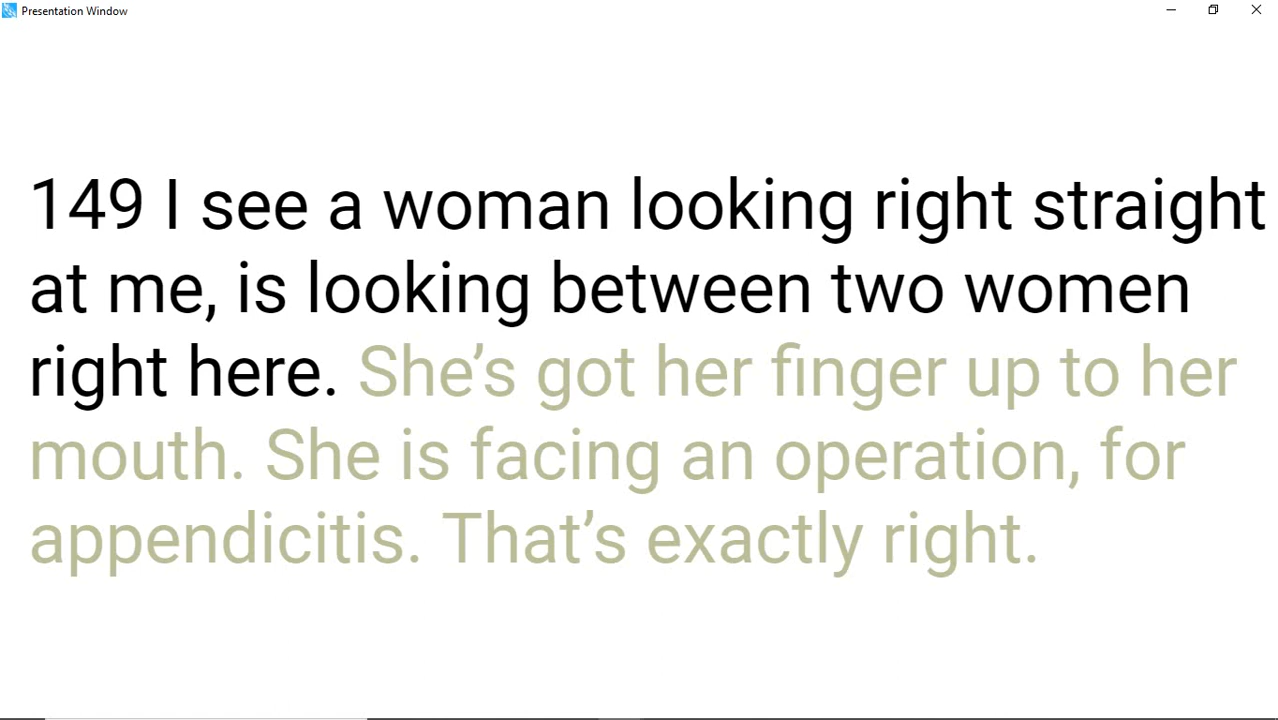 Presentation Window
149 I see a woman looking right straight
at me, is looking between two women
right here. She’s got her finger up to her
mouth. She is facing an operation, for
appendicitis. That’s exactly right.